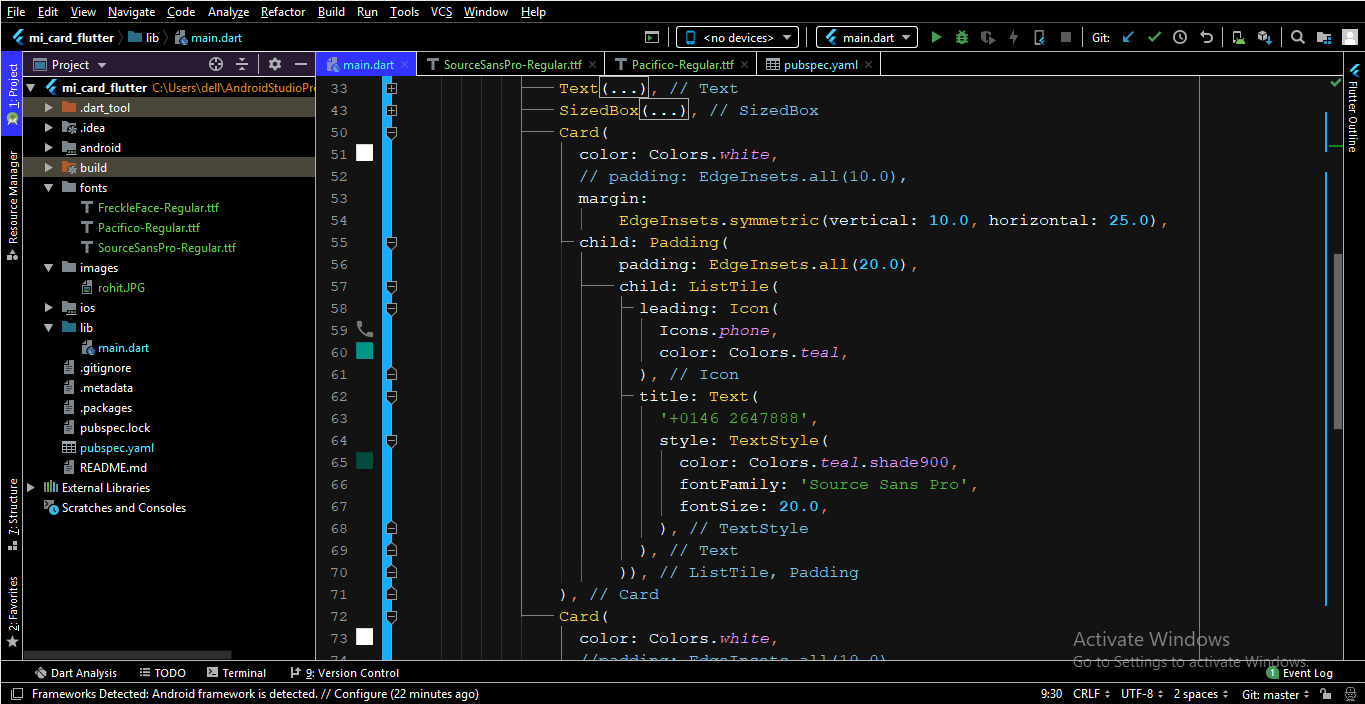 File Edit View Navigate Code Analyze Refactor Build Run Tools VCS Window Help
mi_card_flutter lib main.dart <no devices> main.dart Git:
Project main.dart SourceSansPro-Regular.ttf Pacifico-Regular.ttf pubspec.yaml
1: Project
Resource Manager
7: Structure
2: Favorites
Flutter Outline
mi_card_flutter C:\Users\dell\AndroidStudioPr
.dart_tool
.idea
android
build
fonts
FreckleFace-Regular.ttf
Pacifico-Regular.ttf
SourceSansPro-Regular.ttf
images
rohit.JPG
ios
lib
main.dart
.gitignore
.metadata
.packages
pubspec.lock
pubspec.yaml
README.md
External Libraries
Scratches and Consoles
33 Text(...), // Text
43 SizedBox(...), // SizedBox
50 Card(
51 color: Colors.white,
52 // padding: EdgeInsets.all(10.0),
53 margin:
54 EdgeInsets.symmetric(vertical: 10.0, horizontal: 25.0),
55 child: Padding(
56 padding: EdgeInsets.all(20.0),
57 child: ListTile(
58 leading: Icon(
59 Icons.phone,
60 color: Colors.teal,
61 ), // Icon
62 title: Text(
63 '+0146 2647888',
64 style: TextStyle(
65 color: Colors.teal.shade900,
66 fontFamily: 'Source Sans Pro',
67 fontSize: 20.0,
68 ), // TextStyle
69 ), // Text
70 )), // ListTile, Padding
71 ), // Card
72 Card(
73 color: Colors.white,
74 //padding: EdgeInsets.all(10.0)
Activate Windows
Go to Settings to activate Windows.
Dart Analysis TODO Terminal 9: Version Control 1 Event Log
Frameworks Detected: Android framework is detected. // Configure (22 minutes ago) 9:30 CRLF UTF-8 2 spaces Git: master